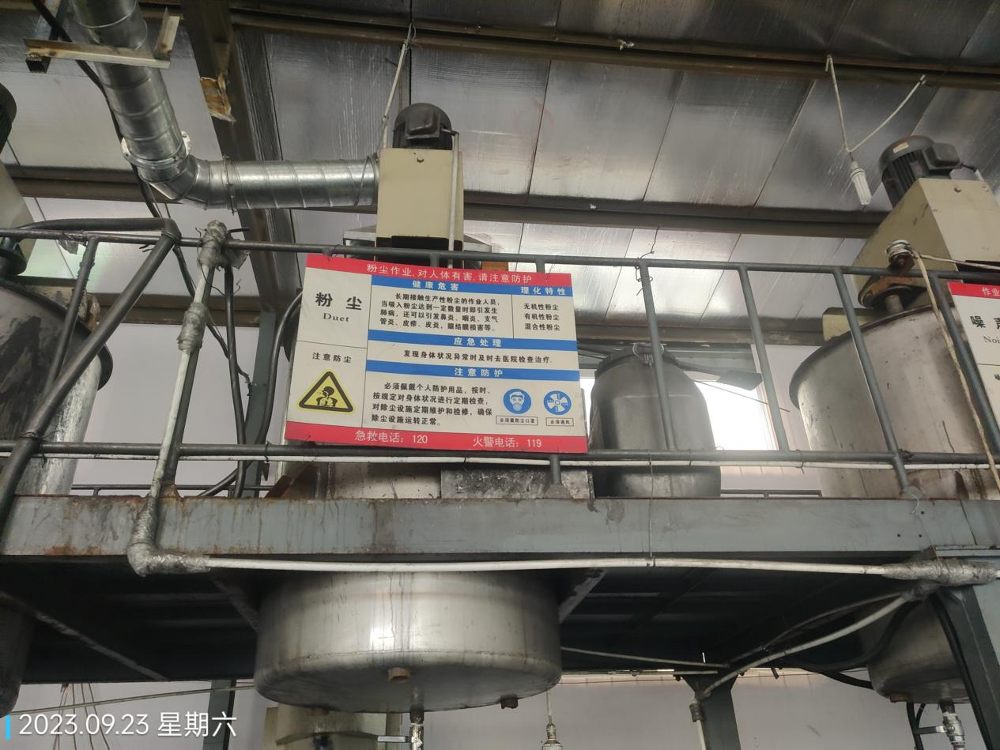 粉尘作业,对人体有害,请注意防护
粉 尘
Duet
注意防尘
健康危害
长期接触生产性粉尘的作业人员,
当吸入粉尘达到一定数量时即引发生
肺病,还可以引发鼻炎、咽炎、支气
管炎、皮疹、皮炎、眼结膜损害等。
理化特性
无机性粉尘
有机性粉尘
混合性粉尘
应急处理
发现身体状况异常时及时去医院检查治疗.
注意防护
必须佩戴个人防护用品,按时、
按规定对身体状况进行定期检查,
对除尘设施定期维护和检修,确保
除尘设施运转正常。
必须戴防尘口罩
必须通风
急救电话:120 火警电话:119
作业
噪声
Noi
2023.09.23 星期六